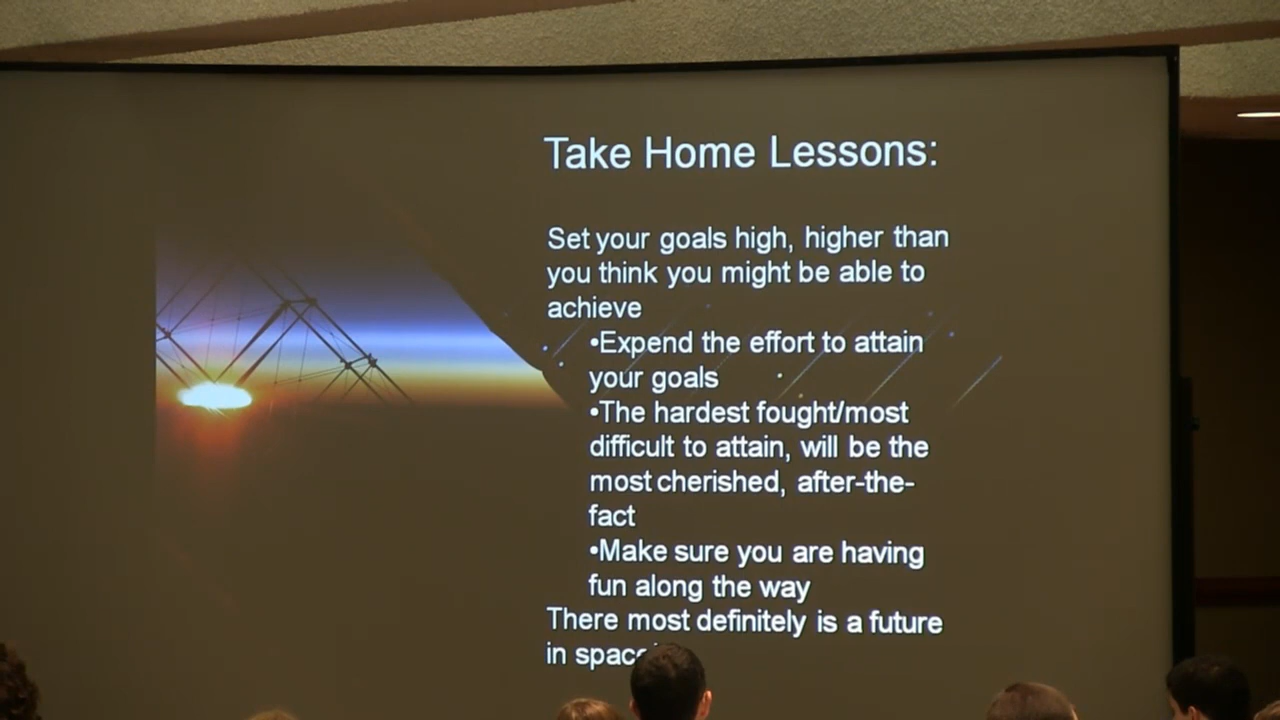 Take Home Lessons:
Set your goals high, higher than
you think you might be able to
achieve
•Expend the effort to attain
your goals
•The hardest fought/most
difficult to attain, will be the
most cherished, after-the-
fact
•Make sure you are having
fun along the way
There most definitely is a future
in